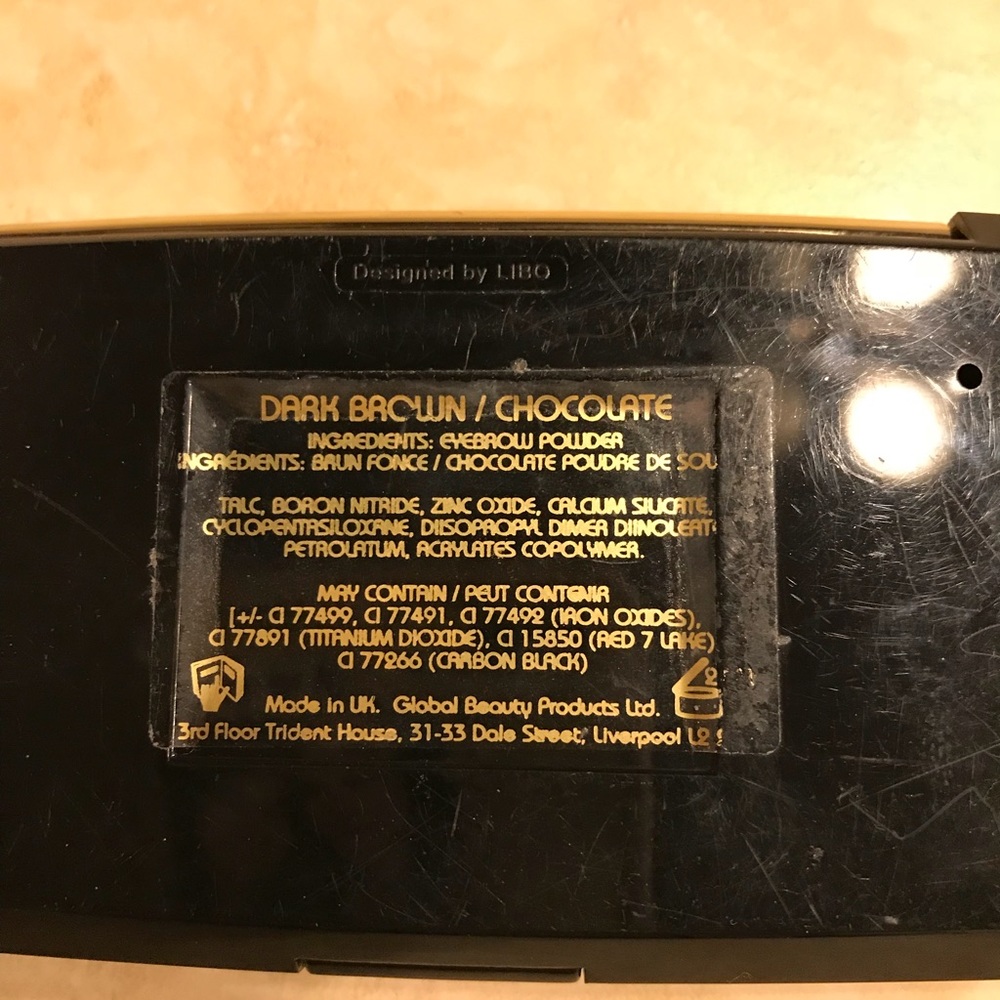 Designed by LIBO
DARK BROWN / CHOCOLATE
INGREDIENTS: EYEBROW POWDER
INGRÉDIENTS: BRUN FONCE / CHOCOLATE POUDRE DE SOU
TALC, BORON NITRIDE, ZINC OXIDE, CALCIUM SILICATE,
CYCLOPENTASILOXANE, DIISOPROPYL DIMER DIINOLEAT
PETROLATUM, ACRYLATES COPOLYMER.
MAY CONTAIN / PEUT CONTENIR
[+/- CI 77499, CI 77491, CI 77492 (IRON OXIDES),
CI 77891 (TITANIUM DIOXIDE), CI 15850 (RED 7 LAKE)
CI 77266 (CARBON BLACK)
Made in UK. Global Beauty Products Ltd.
3rd Floor Trident House, 31-33 Dale Street, Liverpool L2